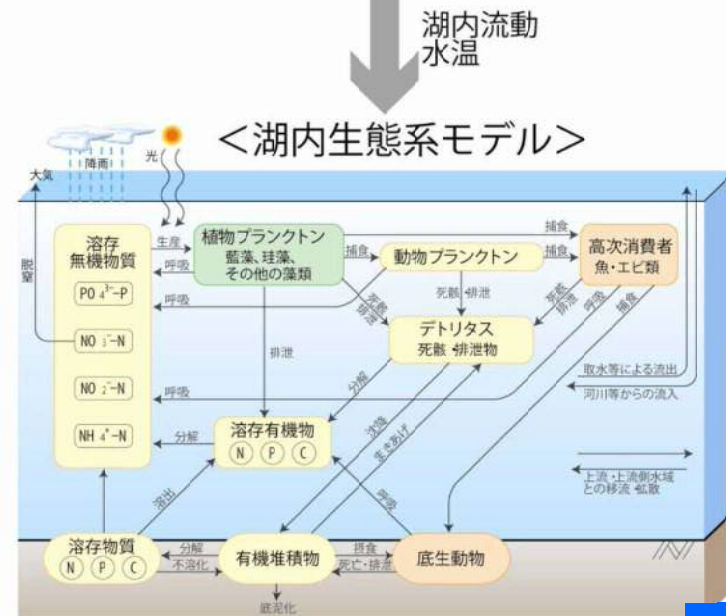 湖内流動
水温
＜湖内生態系モデル＞
降雨
光
大気
脱窒
溶存
無機物質
PO₄³⁻-P
NO₃⁻-N
NO₂⁻-N
NH₄⁺-N
生産
呼吸
植物プランクトン
藍藻、珪藻、
その他の藻類
捕食
捕食
動物プランクトン
捕食
高次消費者
魚・エビ類
呼吸
死骸
排泄
死骸・排泄
死骸
排泄
呼吸
捕食
デトリタス
死骸・排泄物
排泄
取水等による流出
河川等からの流入
呼吸
分解
沈降
まきあげ
分解
溶存有機物
N P C
呼吸
溶出
上流・上流側水域
との移流・拡散
溶存物質
N P C
分解
不溶化
有機堆積物
摂食
死亡・排泄
底生動物
底泥化